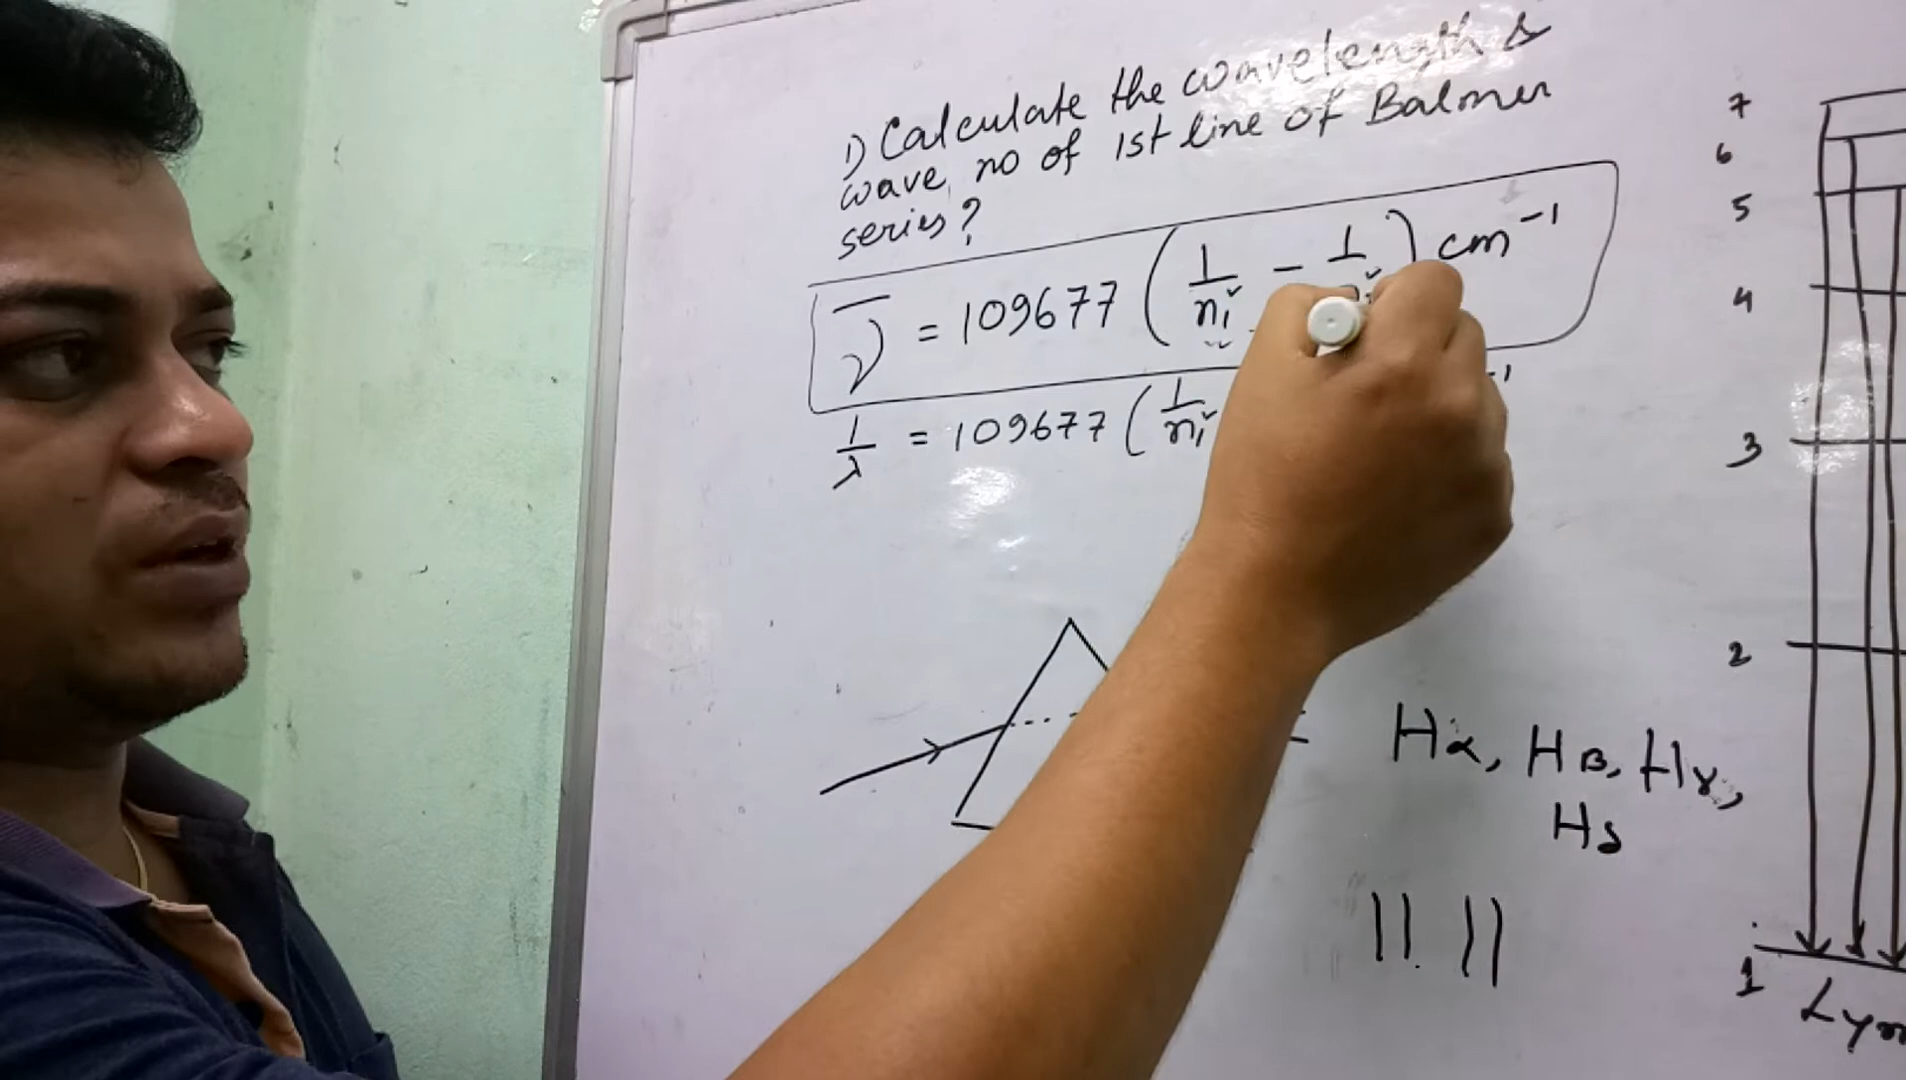 1) Calculate the wavelength &
wave no of 1st line of Balmer
series?
ν̄ = 109677 ( 1/n₁² - 1/ ) cm⁻¹
1/λ = 109677 ( 1/n₁²
Hα, Hβ, Hγ,
Hδ
7
6
5
4
3
2
1
Lym